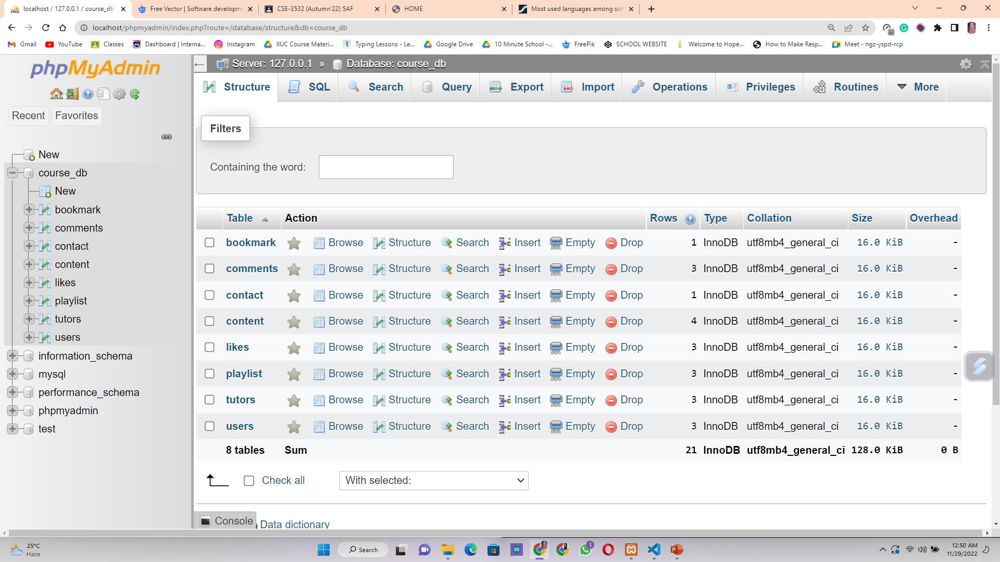 localhost / 127.0.0.1 / course_db
Free Vector | Software developme
CSE-3532 (Autumn'22) 5AF
HOME
Most used languages among sof
localhost/phpmyadmin/index.php?route=/database/structure&db=course_db
Gmail
YouTube
Classes
Dashboard | Interna...
Instagram
IIUC Course Materi...
Typing Lessons - Le...
Google Drive
10 Minute School -...
FreePik
SCHOOL WEBSITE
Welcome to Hope...
How to Make Resp...
Meet - ngz-yspd-rcp
phpMyAdmin
Recent
Favorites
New
course_db
New
bookmark
comments
contact
content
likes
playlist
tutors
users
information_schema
mysql
performance_schema
phpmyadmin
test
Server: 127.0.0.1 » Database: course_db
Structure
SQL
Search
Query
Export
Import
Operations
Privileges
Routines
More
Filters
Containing the word:
Table Action Rows Type Collation Size Overhead
bookmark Browse Structure Search Insert Empty Drop 1 InnoDB utf8mb4_general_ci 16.0 KiB -
comments Browse Structure Search Insert Empty Drop 3 InnoDB utf8mb4_general_ci 16.0 KiB -
contact Browse Structure Search Insert Empty Drop 1 InnoDB utf8mb4_general_ci 16.0 KiB -
content Browse Structure Search Insert Empty Drop 4 InnoDB utf8mb4_general_ci 16.0 KiB -
likes Browse Structure Search Insert Empty Drop 3 InnoDB utf8mb4_general_ci 16.0 KiB -
playlist Browse Structure Search Insert Empty Drop 3 InnoDB utf8mb4_general_ci 16.0 KiB -
tutors Browse Structure Search Insert Empty Drop 3 InnoDB utf8mb4_general_ci 16.0 KiB -
users Browse Structure Search Insert Empty Drop 3 InnoDB utf8mb4_general_ci 16.0 KiB -
8 tables Sum 21 InnoDB utf8mb4_general_ci 128.0 KiB 0 B
Check all
With selected:
Console
Data dictionary
25°C
Haze
Search
1
12:50 AM
11/29/2022